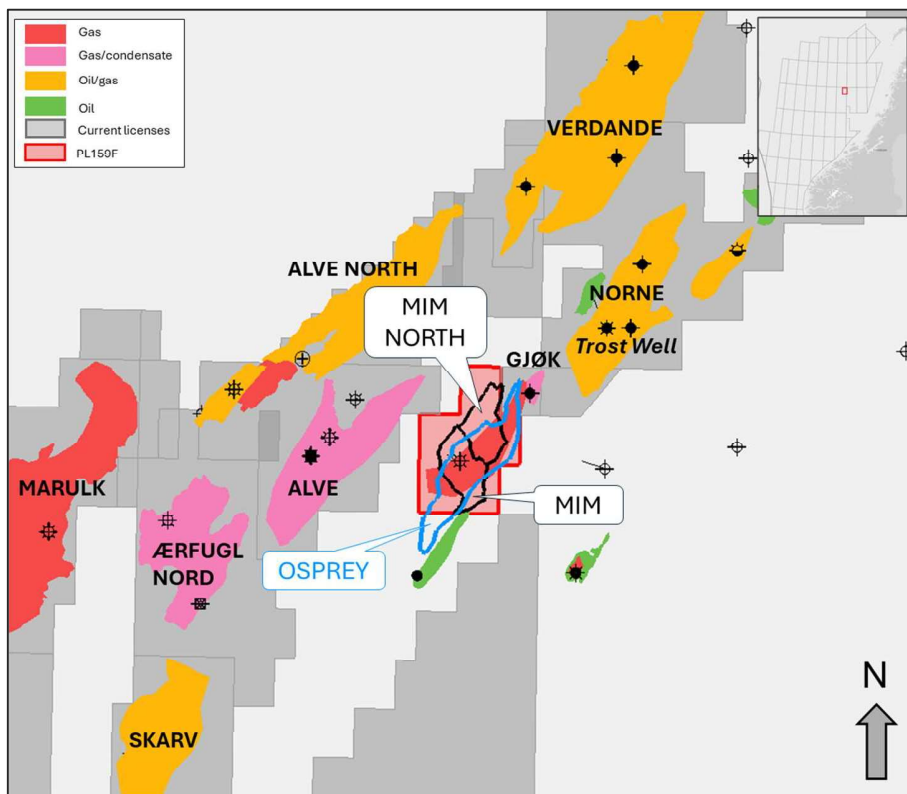 Gas
Gas/condensate
Oil/gas
Oil
Current licenses
PL159F
VERDANDE
ALVE NORTH
MIM
NORTH
NORNE
Trost Well
GJØK
MARULK
ALVE
MIM
ÆRFUGL
NORD
OSPREY
SKARV
N